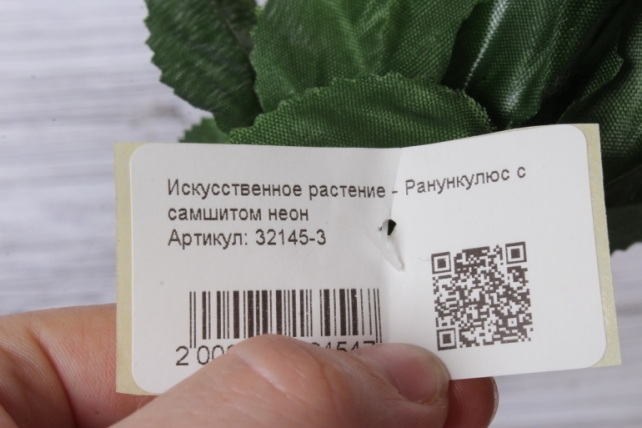 Искусственное растение - Ранункулюс с
самшитом неон
Артикул: 32145-3